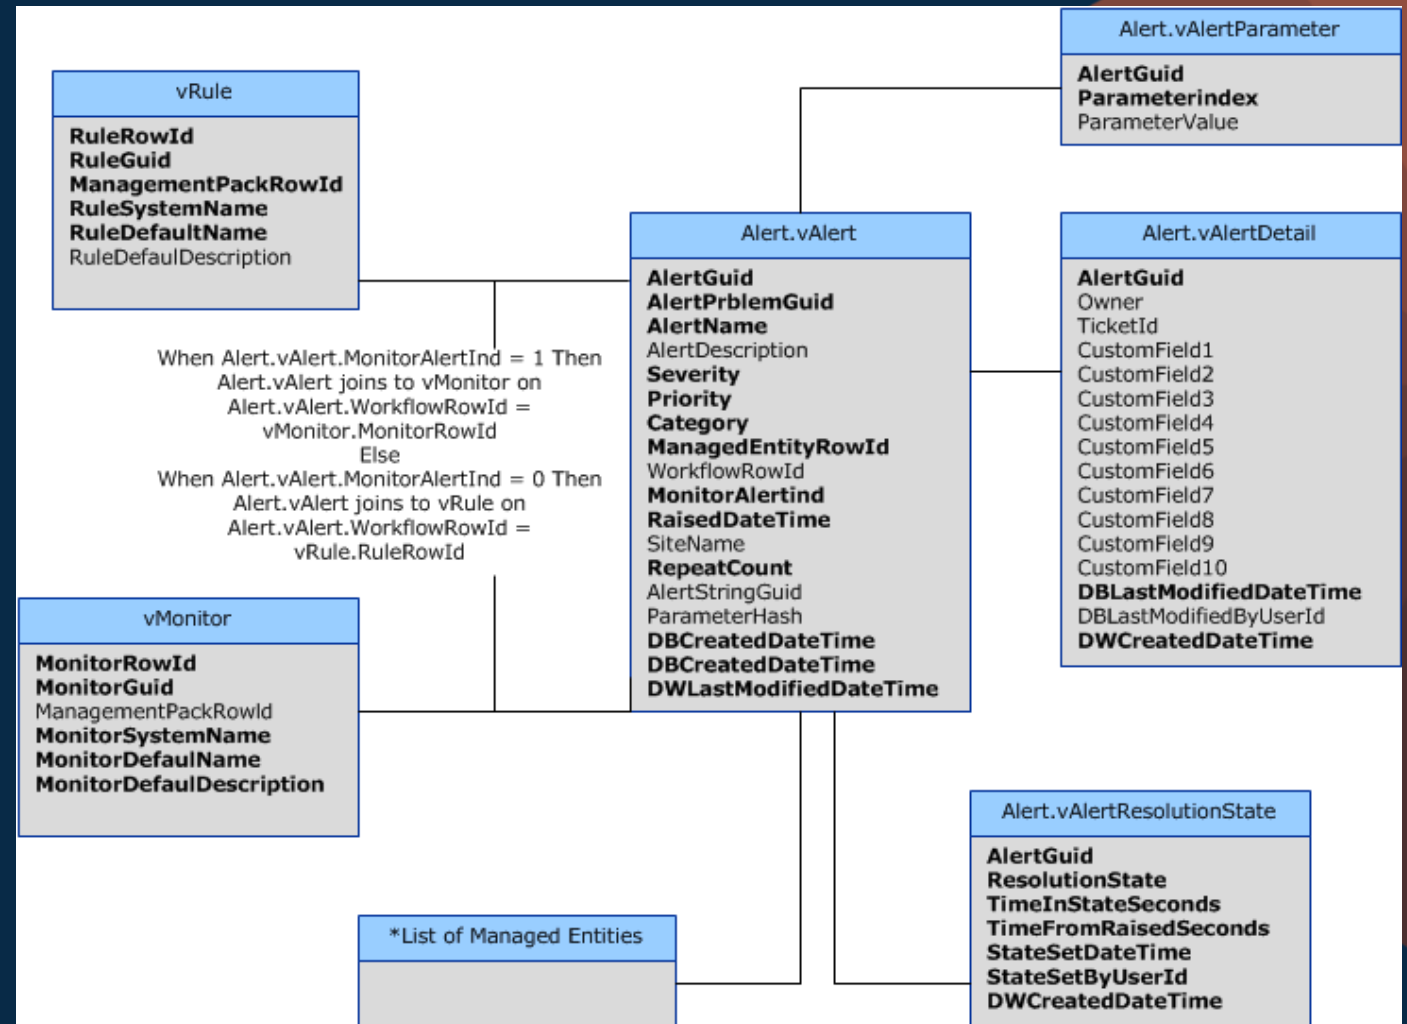 Alert.vAlertParameter
AlertGuid
Parameterindex
ParameterValue
vRule
RuleRowId
RuleGuid
ManagementPackRowId
RuleSystemName
RuleDefaultName
RuleDefaulDescription
Alert.vAlert
AlertGuid
AlertPrblemGuid
AlertName
AlertDescription
Severity
Priority
Category
ManagedEntityRowId
WorkflowRowId
MonitorAlertind
RaisedDateTime
SiteName
RepeatCount
AlertStringGuid
ParameterHash
DBCreatedDateTime
DBCreatedDateTime
DWLastModifiedDateTime
Alert.vAlertDetail
AlertGuid
Owner
TicketId
CustomField1
CustomField2
CustomField3
CustomField4
CustomField5
CustomField6
CustomField7
CustomField8
CustomField9
CustomField10
DBLastModifiedDateTime
DBLastModifiedByUserId
DWCreatedDateTime
When Alert.vAlert.MonitorAlertInd = 1 Then
Alert.vAlert joins to vMonitor on
Alert.vAlert.WorkflowRowId =
vMonitor.MonitorRowId
Else
When Alert.vAlert.MonitorAlertInd = 0 Then
Alert.vAlert joins to vRule on
Alert.vAlert.WorkflowRowId =
vRule.RuleRowId
vMonitor
MonitorRowId
MonitorGuid
ManagementPackRowId
MonitorSystemName
MonitorDefaulName
MonitorDefaulDescription
Alert.vAlertResolutionState
AlertGuid
ResolutionState
TimeInStateSeconds
TimeFromRaisedSeconds
StateSetDateTime
StateSetByUserId
DWCreatedDateTime
*List of Managed Entities